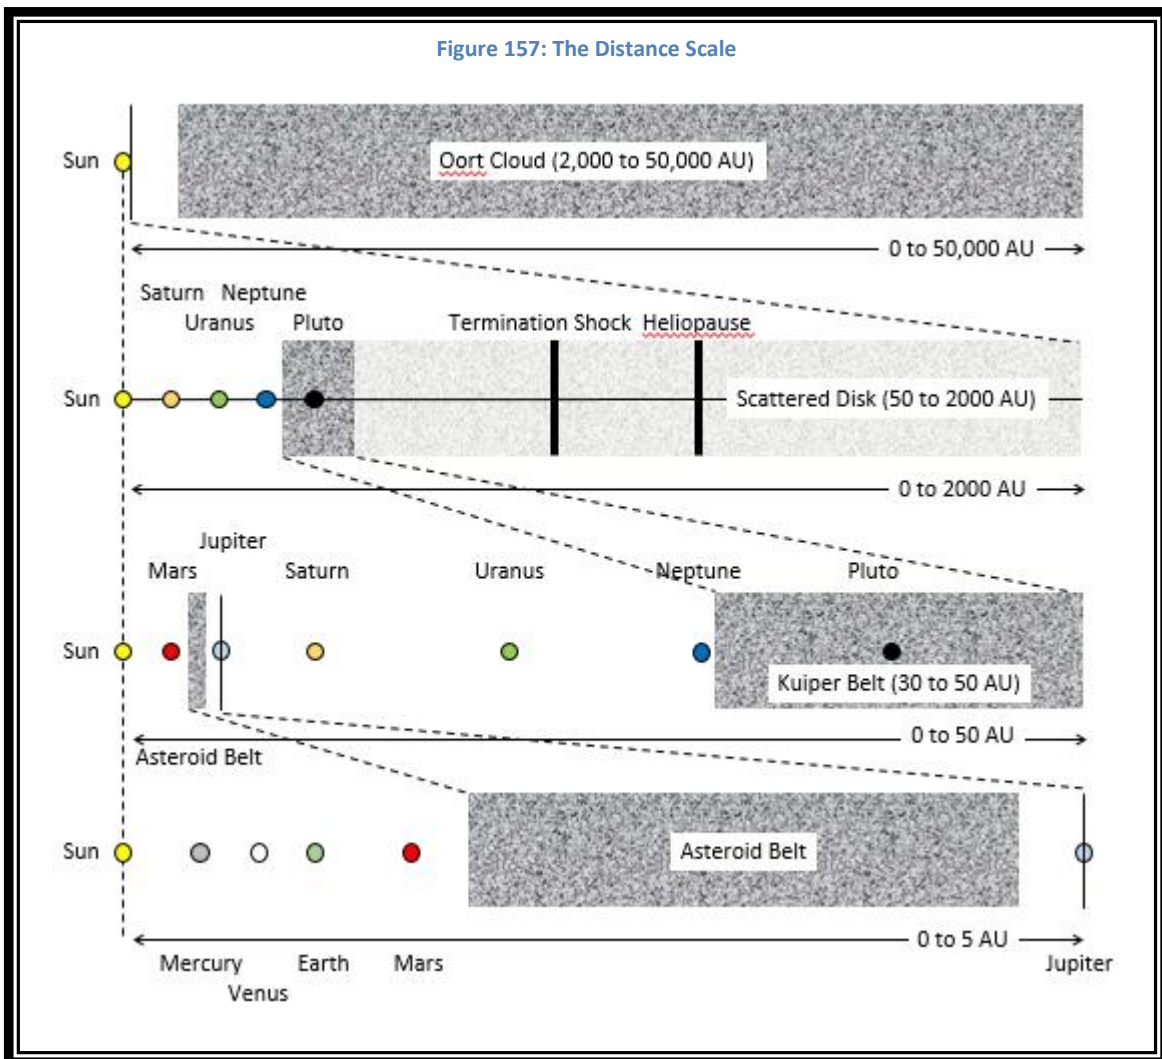 Figure 157: The Distance Scale
Sun
Oort Cloud (2,000 to 50,000 AU)
0 to 50,000 AU
Saturn Neptune
Uranus Pluto Termination Shock Heliopause
Sun
Scattered Disk (50 to 2000 AU)
0 to 2000 AU
Jupiter
Mars Saturn Uranus Neptune Pluto
Sun
Kuiper Belt (30 to 50 AU)
0 to 50 AU
Asteroid Belt
Sun
Asteroid Belt
0 to 5 AU
Mercury Earth Mars Jupiter
Venus